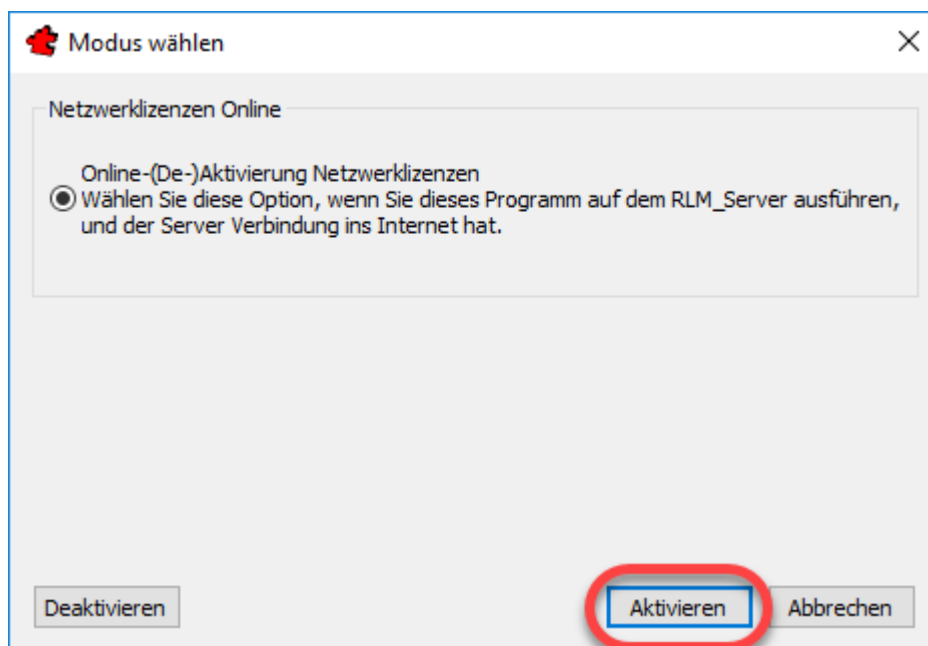 Modus wählen
Netzwerklizenzen Online
Online-(De-)Aktivierung Netzwerklizenzen
Wählen Sie diese Option, wenn Sie dieses Programm auf dem RLM_Server ausführen,
und der Server Verbindung ins Internet hat.
Deaktivieren Aktivieren Abbrechen